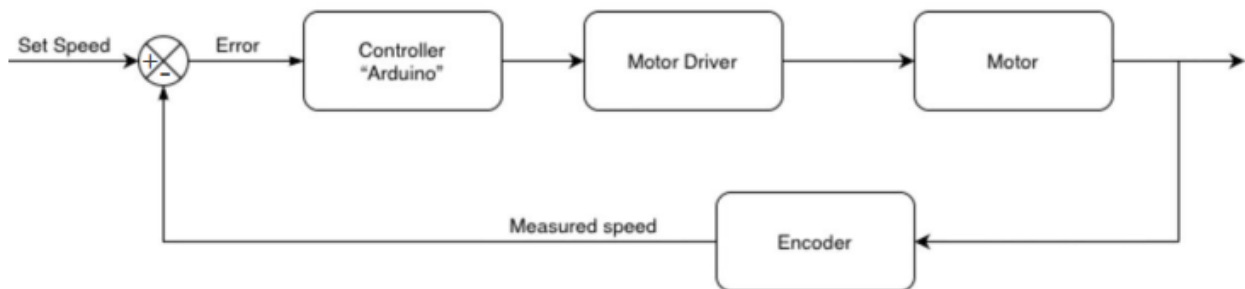 Set Speed
+
-
Error
Controller
"Arduino"
Motor Driver
Motor
Measured speed
Encoder